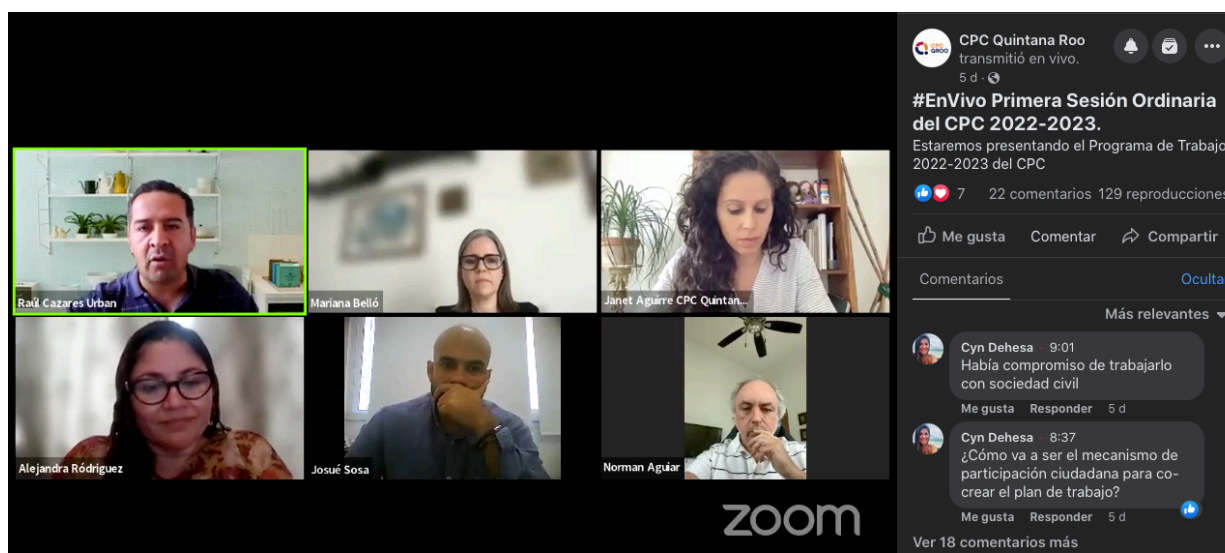 Raúl Cazares Urban
Mariana Belló
Janet Aguirre CPC Quintan...
Alejandra Ródriguez
Josué Sosa
Norman Aguiar
zoom
CPC QROO
CPC Quintana Roo
transmitió en vivo.
5 d ·
#EnVivo Primera Sesión Ordinaria
del CPC 2022-2023.
Estaremos presentando el Programa de Trabajo
2022-2023 del CPC
7 22 comentarios 129 reproducciones
Me gusta Comentar Compartir
Comentarios Oculta
Más relevantes
Cyn Dehesa · 9:01
Había compromiso de trabajarlo
con sociedad civil
Me gusta Responder 5 d
Cyn Dehesa · 8:37
¿Cómo va a ser el mecanismo de
participación ciudadana para co-
crear el plan de trabajo?
Me gusta Responder 5 d
Ver 18 comentarios más